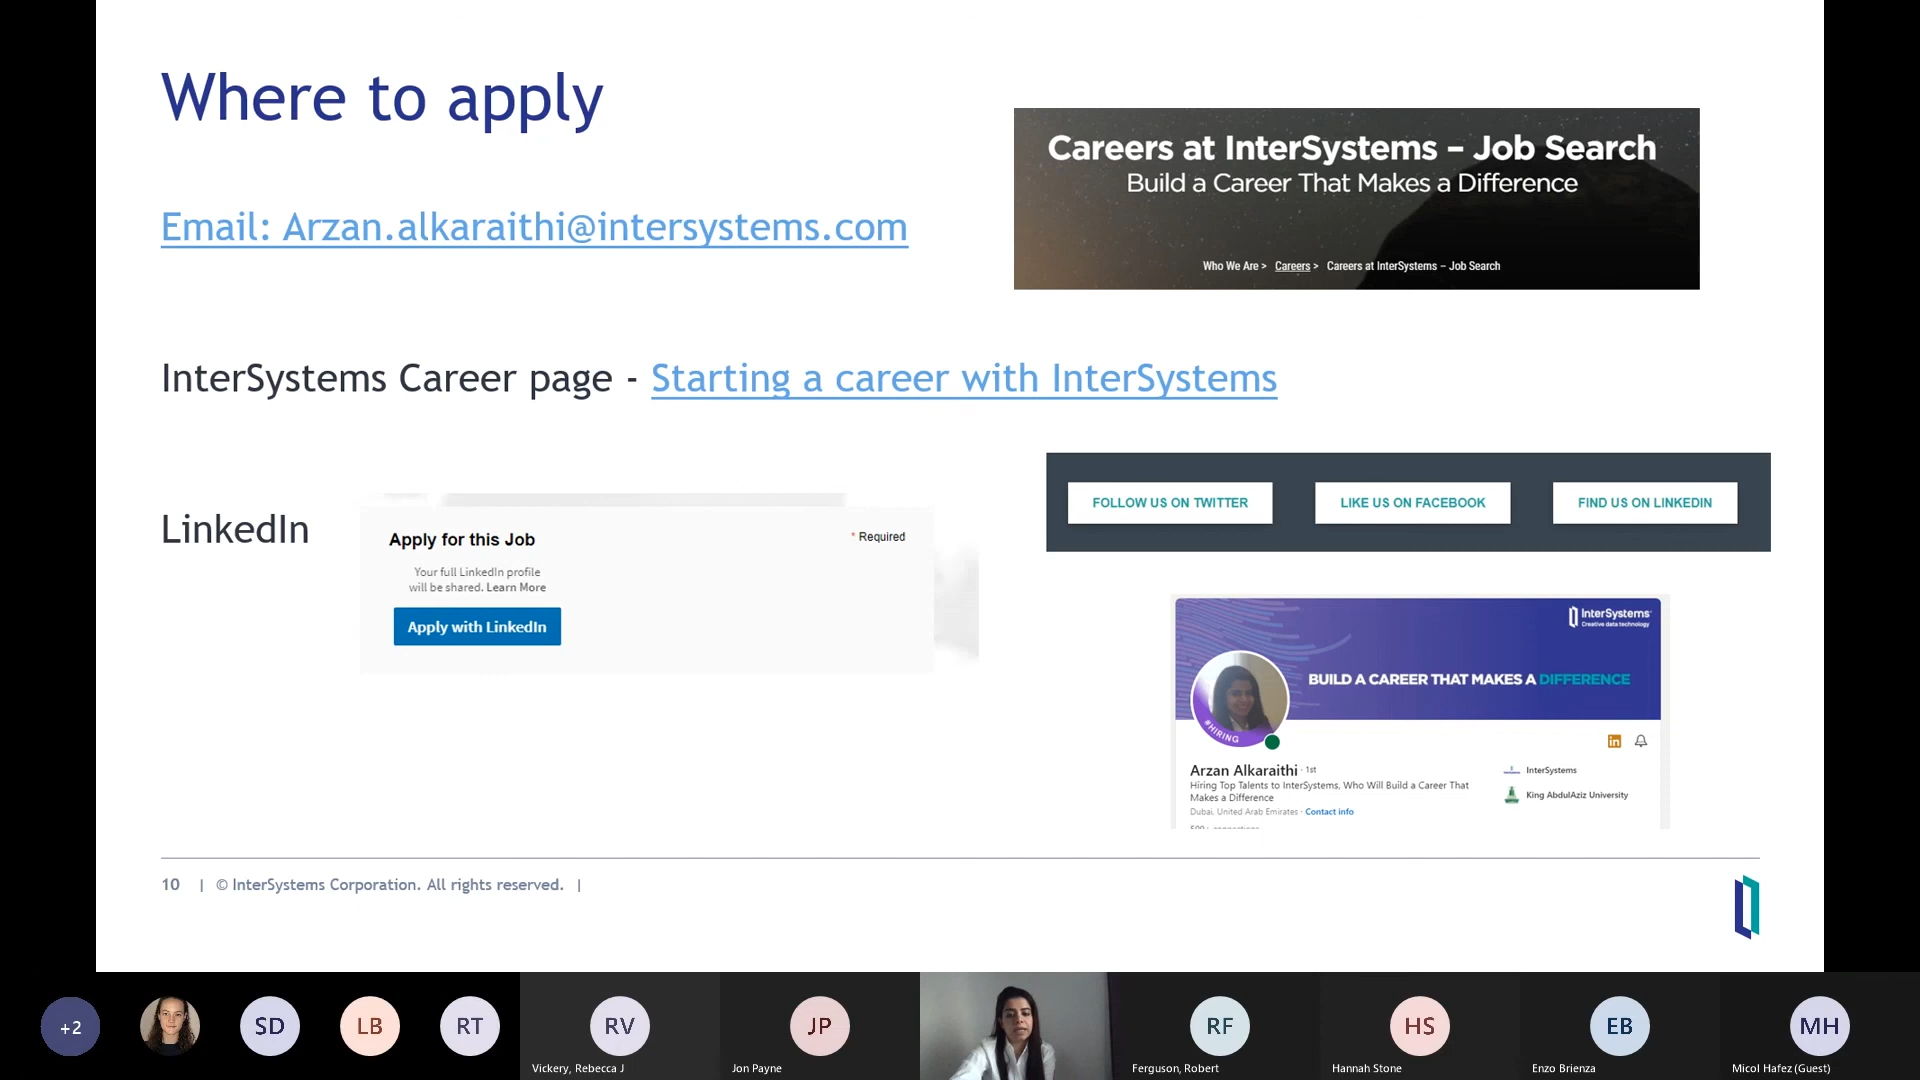 Where to apply
Email: Arzan.alkaraithi@intersystems.com
Careers at InterSystems – Job Search
Build a Career That Makes a Difference
Who We Are > Careers > Careers at InterSystems – Job Search
InterSystems Career page - Starting a career with InterSystems
LinkedIn
Apply for this Job
* Required
Your full LinkedIn profile
will be shared. Learn More
Apply with LinkedIn
FOLLOW US ON TWITTER
LIKE US ON FACEBOOK
FIND US ON LINKEDIN
InterSystems
Creative data technology
BUILD A CAREER THAT MAKES A DIFFERENCE
#HIRING
in
Arzan Alkaraithi · 1st
Hiring Top Talents to InterSystems, Who Will Build a Career That
Makes a Difference
Dubai, United Arab Emirates · Contact info
InterSystems
King AbdulAziz University
10 | © InterSystems Corporation. All rights reserved. |
+2
SD
LB
RT
RV
Vickery, Rebecca J
JP
Jon Payne
RF
Ferguson, Robert
HS
Hannah Stone
EB
Enzo Brienza
MH
Micol Hafez (Guest)